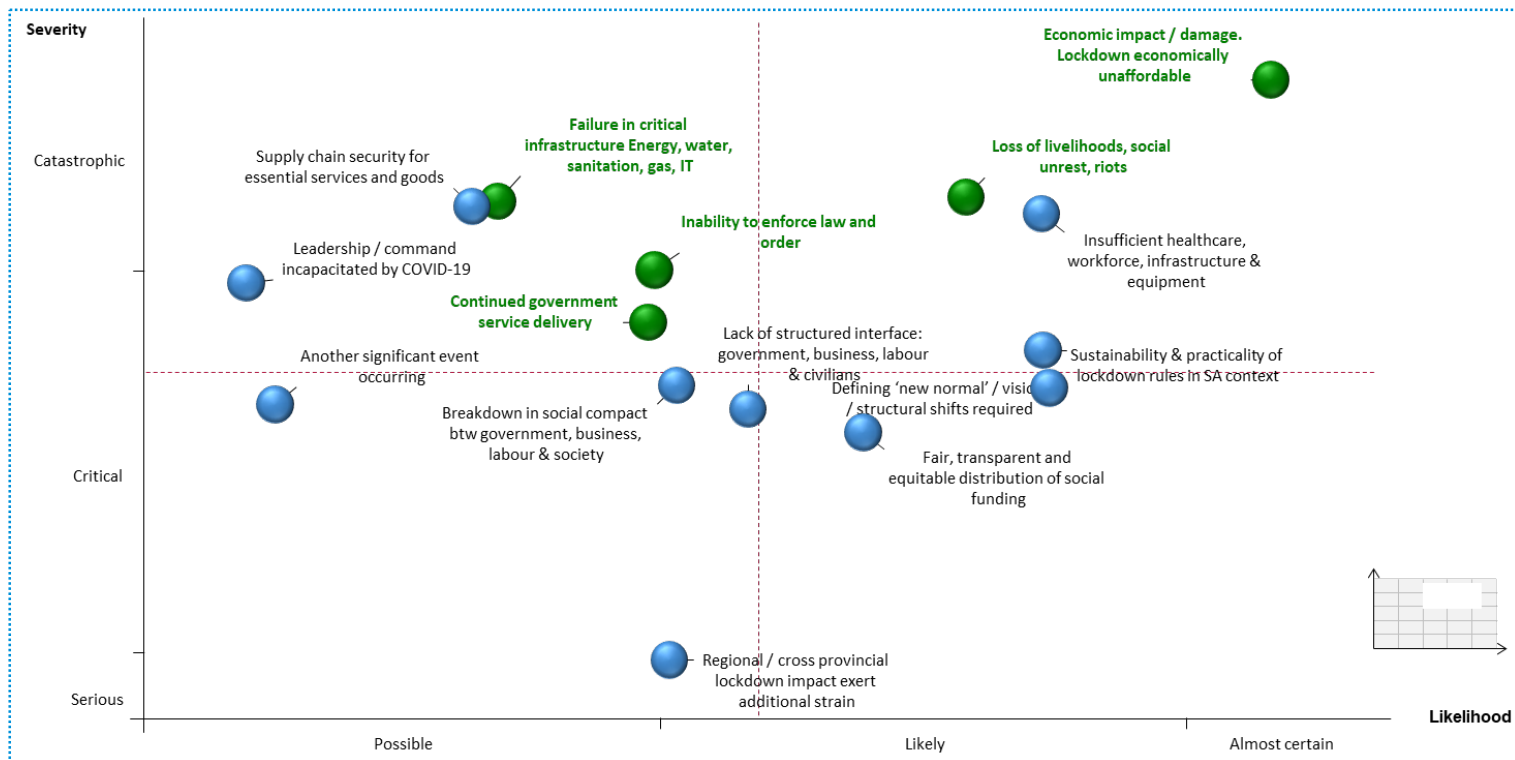 Severity
Economic impact / damage.
Lockdown economically
unaffordable
Failure in critical
infrastructure Energy, water,
sanitation, gas, IT
Loss of livelihoods, social
unrest, riots
Catastrophic
Supply chain security for
essential services and goods
Inability to enforce law and
order
Insufficient healthcare,
workforce, infrastructure &
equipment
Leadership / command
incapacitated by COVID-19
Continued government
service delivery
Lack of structured interface:
government, business, labour
& civilians
Another significant event
occurring
Sustainability & practicality of
lockdown rules in SA context
Defining ‘new normal’ /
/ structural shifts required
Breakdown in social compact
btw government, business,
labour & society
Fair, transparent and
equitable distribution of social
funding
Critical
Regional / cross provincial
lockdown impact exert
additional strain
Serious
Likelihood
Possible
Likely
Almost certain